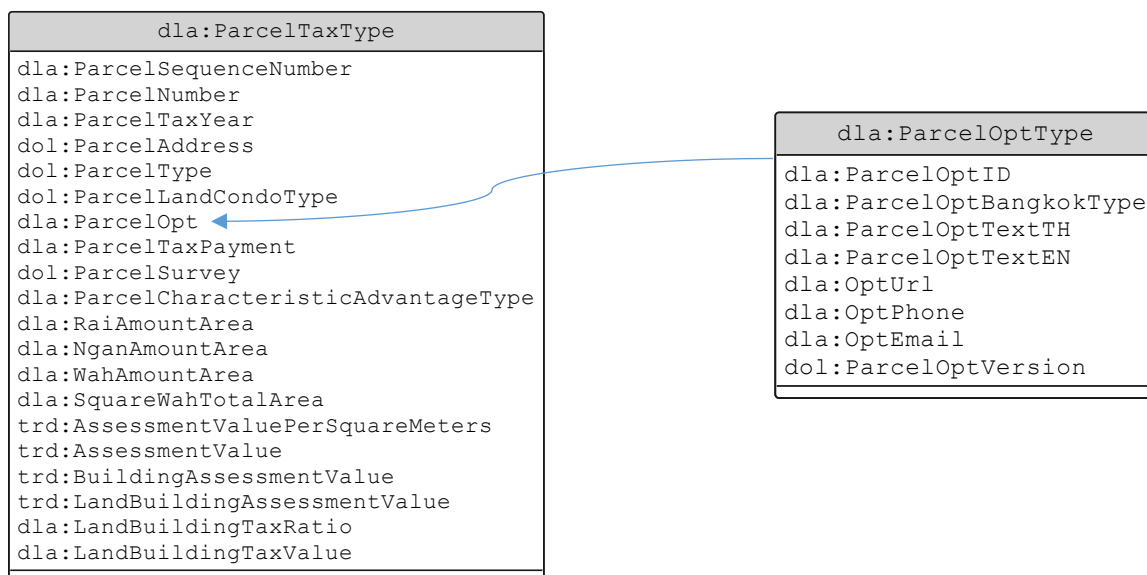 dla:ParcelTaxType
dla:ParcelSequenceNumber
dla:ParcelNumber
dla:ParcelTaxYear
dol:ParcelAddress
dol:ParcelType
dol:ParcelLandCondoType
dla:ParcelOpt
dla:ParcelTaxPayment
dol:ParcelSurvey
dla:ParcelCharacteristicAdvantageType
dla:RaiAmountArea
dla:NganAmountArea
dla:WahAmountArea
dla:SquareWahTotalArea
trd:AssessmentValuePerSquareMeters
trd:AssessmentValue
trd:BuildingAssessmentValue
trd:LandBuildingAssessmentValue
dla:LandBuildingTaxRatio
dla:LandBuildingTaxValue
dla:ParcelOptType
dla:ParcelOptID
dla:ParcelOptBangkokType
dla:ParcelOptTextTH
dla:ParcelOptTextEN
dla:OptUrl
dla:OptPhone
dla:OptEmail
dol:ParcelOptVersion